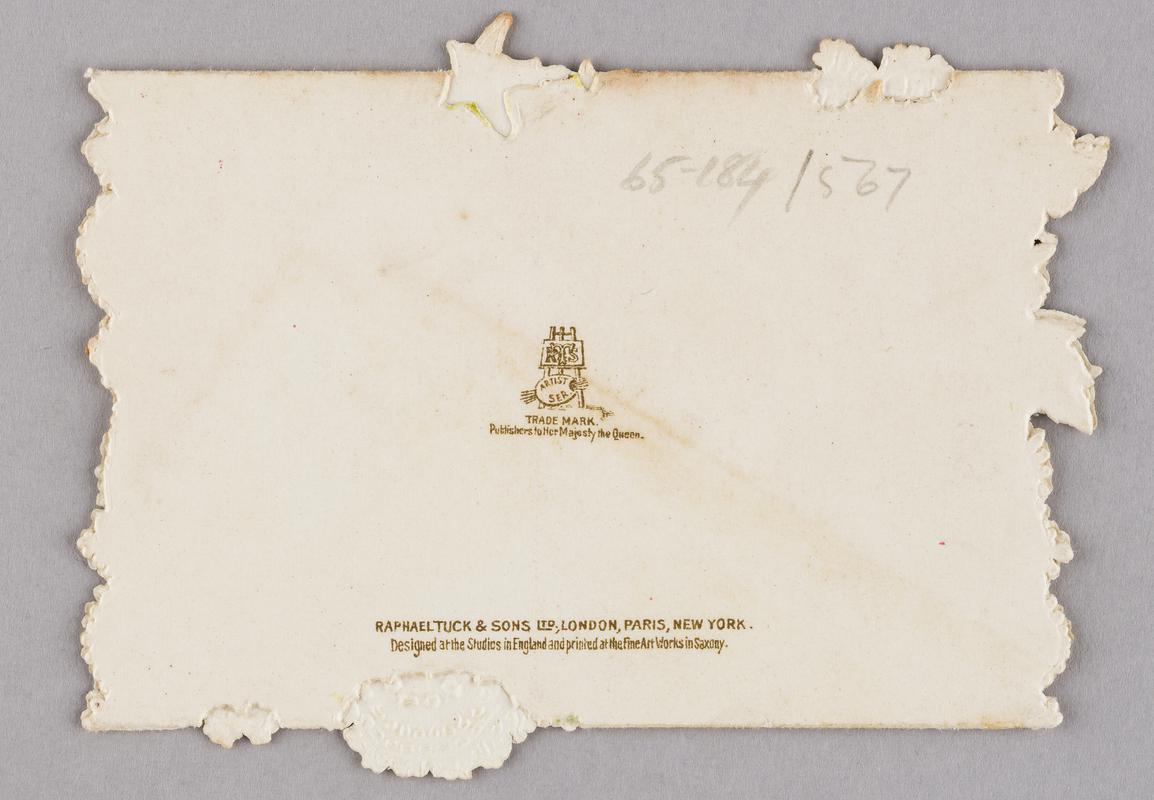 65-184/567
RT&S
ARTIST
SER.
TRADE MARK.
Publishers to Her Majesty the Queen.
RAPHAEL TUCK & SONS LTD, LONDON, PARIS, NEW YORK.
Designed at the Studios in England and printed at the Fine Art Works in Saxony.